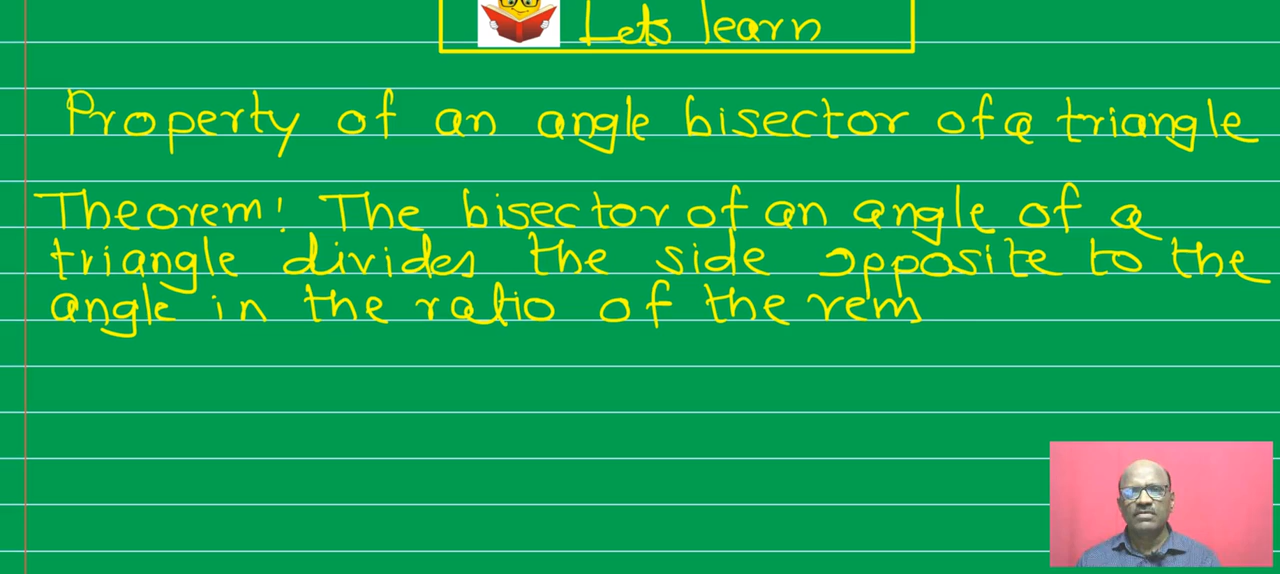 Lets learn
Property of an angle bisector of a triangle
Theorem: The bisector of an angle of a
triangle divides the side opposite to the
angle in the ratio of the rem